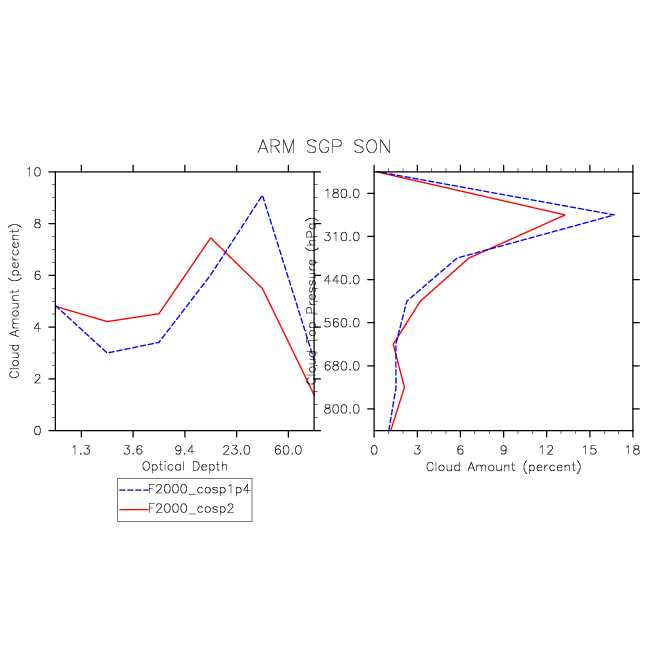 ARM SGP SON
Cloud Amount (percent)
10
8
6
4
2
0
1.3 3.6 9.4 23.0 60.0
Optical Depth
Cloud Top Pressure (hPa)
180.0
310.0
440.0
560.0
680.0
800.0
0 3 6 9 12 15 18
Cloud Amount (percent)
F2000_cosp1p4
F2000_cosp2